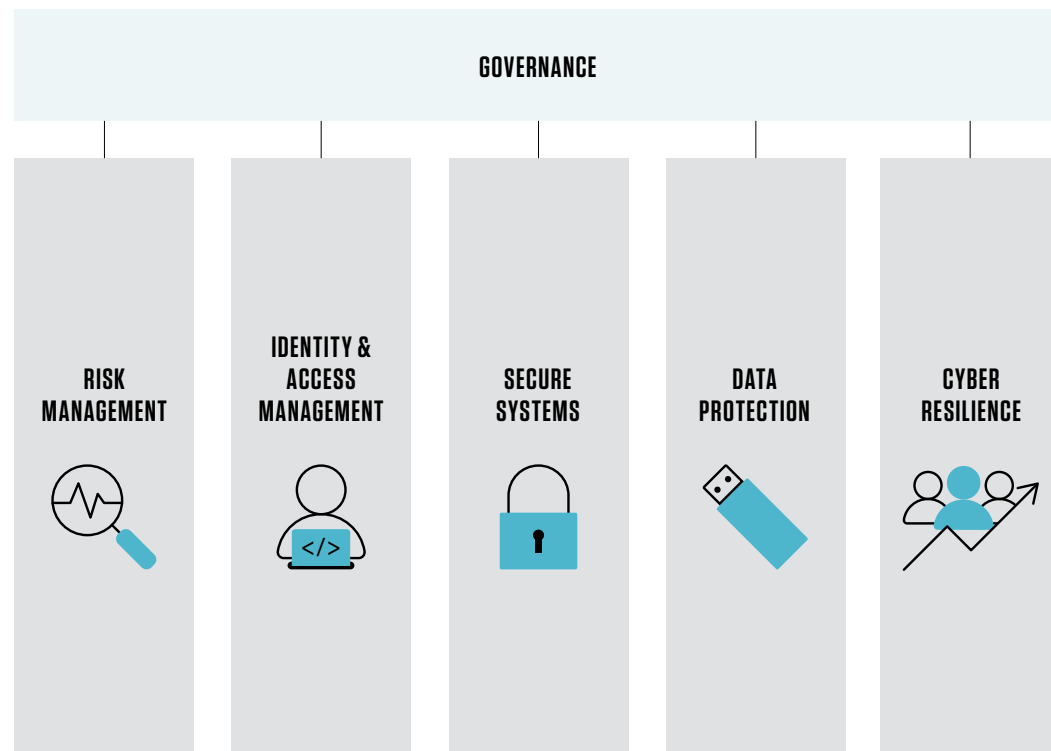 GOVERNANCE
RISK
MANAGEMENT
IDENTITY &
ACCESS
MANAGEMENT
SECURE
SYSTEMS
DATA
PROTECTION
CYBER
RESILIENCE
</>